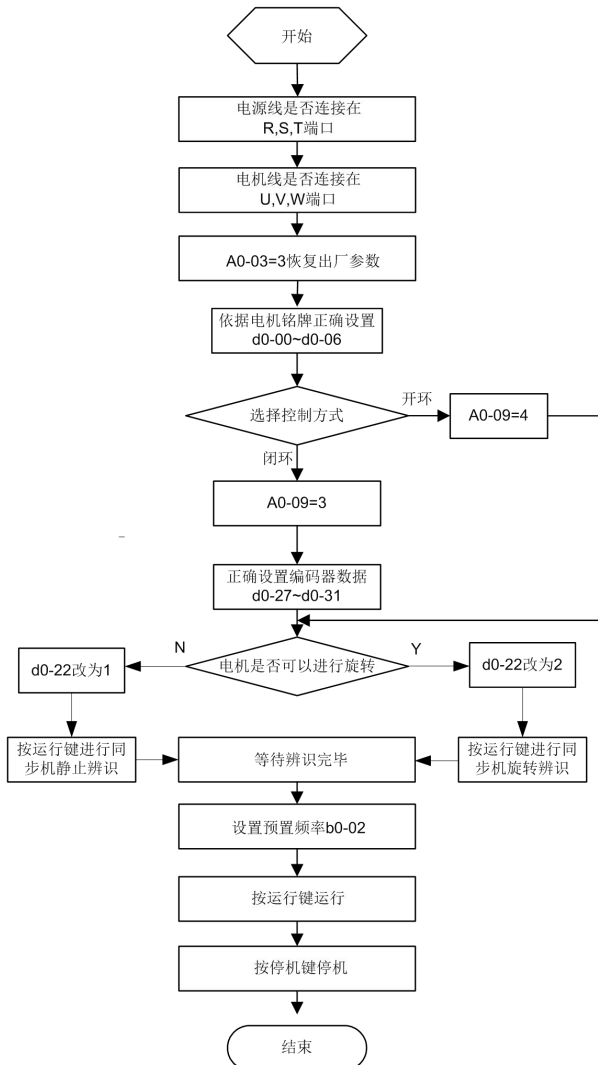 开始
电源线是否连接在
R,S,T端口
电机线是否连接在
U,V,W端口
A0-03=3恢复出厂参数
依据电机铭牌正确设置
d0-00~d0-06
选择控制方式
开环
A0-09=4
闭环
A0-09=3
正确设置编码器数据
d0-27~d0-31
N
电机是否可以进行旋转
Y
d0-22改为1
d0-22改为2
按运行键进行同
步机静止辨识
等待辨识完毕
按运行键进行同
步机旋转辨识
设置预置频率b0-02
按运行键运行
按停机键停机
结束